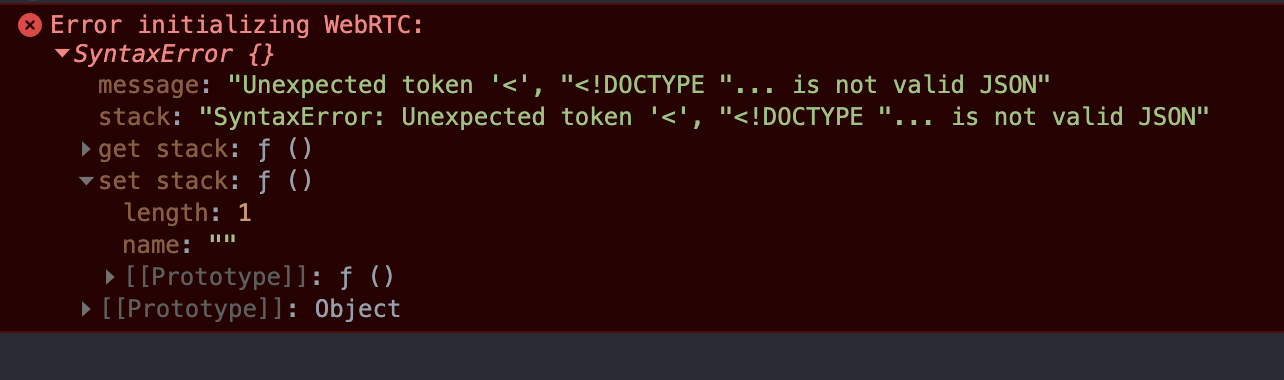 Error initializing WebRTC:
SyntaxError {}
message: "Unexpected token '<', "<!DOCTYPE "... is not valid JSON"
stack: "SyntaxError: Unexpected token '<', "<!DOCTYPE "... is not valid JSON"
get stack: ƒ ()
set stack: ƒ ()
length: 1
name: ""
[[Prototype]]: ƒ ()
[[Prototype]]: Object